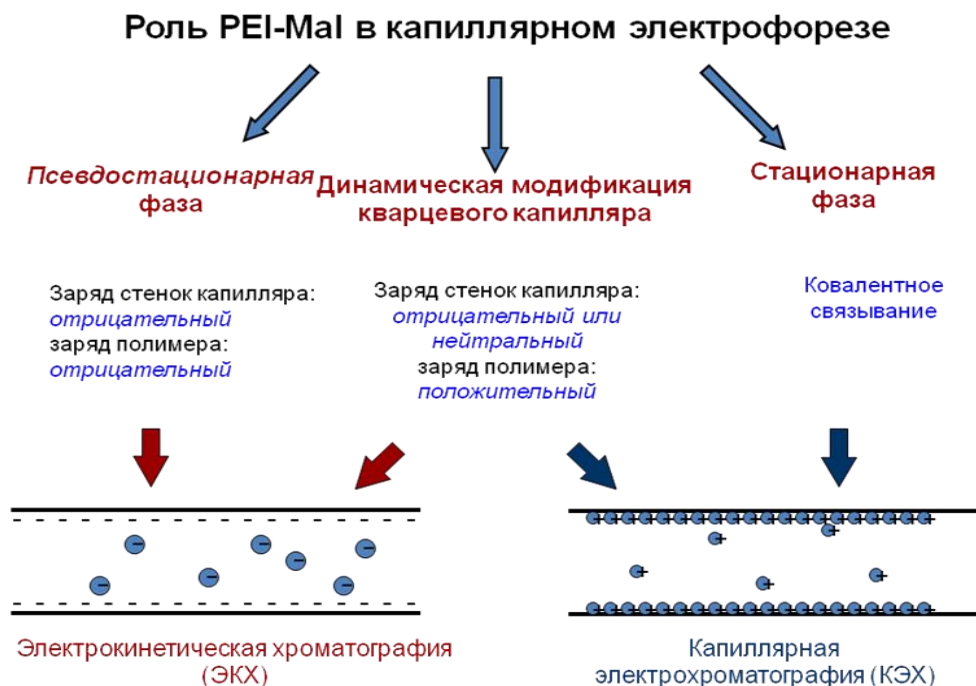 Роль PEI-Mal в капиллярном электрофорезе
Псевдостационарная
фаза
Динамическая модификация
кварцевого капилляра
Стационарная
фаза
Заряд стенок капилляра:
отрицательный
заряд полимера:
отрицательный
Заряд стенок капилляра:
отрицательный или
нейтральный
заряд полимера:
положительный
Ковалентное
связывание
Электрокинетическая хроматография
(ЭКХ)
Капиллярная
электрохроматография (КЭХ)